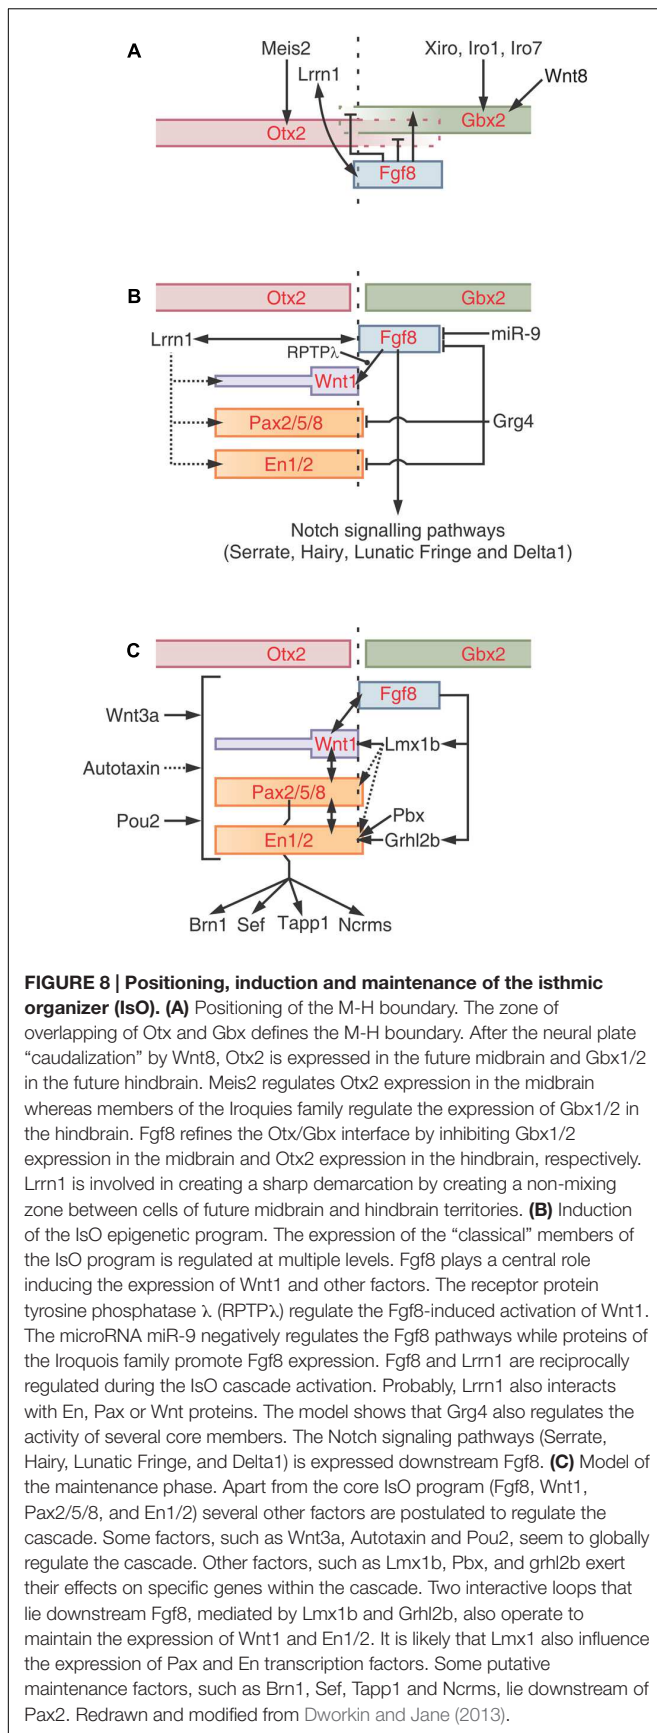 A
Meis2
Lrrn1
Xiro, Iro1, Iro7
Wnt8
Otx2
Gbx2
Fgf8
B
Otx2
Gbx2
Lrrn1
Fgf8
miR-9
RPTPλ
Wnt1
Pax2/5/8
Grg4
En1/2
Notch signalling pathways
(Serrate, Hairy, Lunatic Fringe and Delta1)
C
Otx2
Gbx2
Fgf8
Wnt3a
Wnt1
Lmx1b
Autotaxin
Pax2/5/8
Pou2
Pbx
En1/2
Grhl2b
Brn1 Sef Tapp1 Ncrms
FIGURE 8 | Positioning, induction and maintenance of the isthmic
organizer (IsO). (A) Positioning of the M-H boundary. The zone of
overlapping of Otx and Gbx defines the M-H boundary. After the neural plate
“caudalization” by Wnt8, Otx2 is expressed in the future midbrain and Gbx1/2
in the future hindbrain. Meis2 regulates Otx2 expression in the midbrain
whereas members of the Iroquies family regulate the expression of Gbx1/2 in
the hindbrain. Fgf8 refines the Otx/Gbx interface by inhibiting Gbx1/2
expression in the midbrain and Otx2 expression in the hindbrain, respectively.
Lrrn1 is involved in creating a sharp demarcation by creating a non-mixing
zone between cells of future midbrain and hindbrain territories. (B) Induction
of the IsO epigenetic program. The expression of the “classical” members of
the IsO program is regulated at multiple levels. Fgf8 plays a central role
inducing the expression of Wnt1 and other factors. The receptor protein
tyrosine phosphatase λ (RPTPλ) regulate the Fgf8-induced activation of Wnt1.
The microRNA miR-9 negatively regulates the Fgf8 pathways while proteins of
the Iroquois family promote Fgf8 expression. Fgf8 and Lrrn1 are reciprocally
regulated during the IsO cascade activation. Probably, Lrrn1 also interacts
with En, Pax or Wnt proteins. The model shows that Grg4 also regulates the
activity of several core members. The Notch signaling pathways (Serrate,
Hairy, Lunatic Fringe, and Delta1) is expressed downstream Fgf8. (C) Model of
the maintenance phase. Apart from the core IsO program (Fgf8, Wnt1,
Pax2/5/8, and En1/2) several other factors are postulated to regulate the
cascade. Some factors, such as Wnt3a, Autotaxin and Pou2, seem to globally
regulate the cascade. Other factors, such as Lmx1b, Pbx, and grhl2b exert
their effects on specific genes within the cascade. Two interactive loops that
lie downstream Fgf8, mediated by Lmx1b and Grhl2b, also operate to
maintain the expression of Wnt1 and En1/2. It is likely that Lmx1 also influence
the expression of Pax and En transcription factors. Some putative
maintenance factors, such as Brn1, Sef, Tapp1 and Ncrms, lie downstream of
Pax2. Redrawn and modified from Dworkin and Jane (2013).